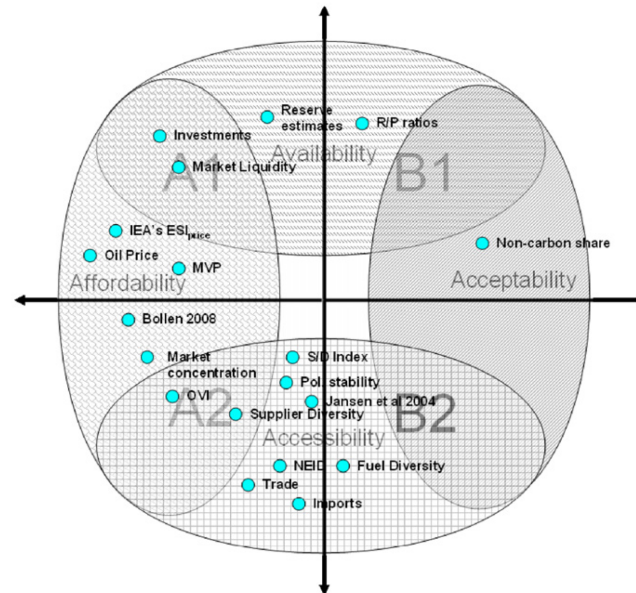 Reserve
estimates
R/P ratios
Investments
Availability
A1
B1
Market Liquidity
IEA's ESIprice
Non-carbon share
Oil Price
MVP
Affordability
Acceptability
Bollen 2008
Market
concentration
S/D Index
Pol. stability
OVI
A2
Jansen et al 2004
B2
Supplier Diversity
Accessibility
NEID
Fuel Diversity
Trade
Imports